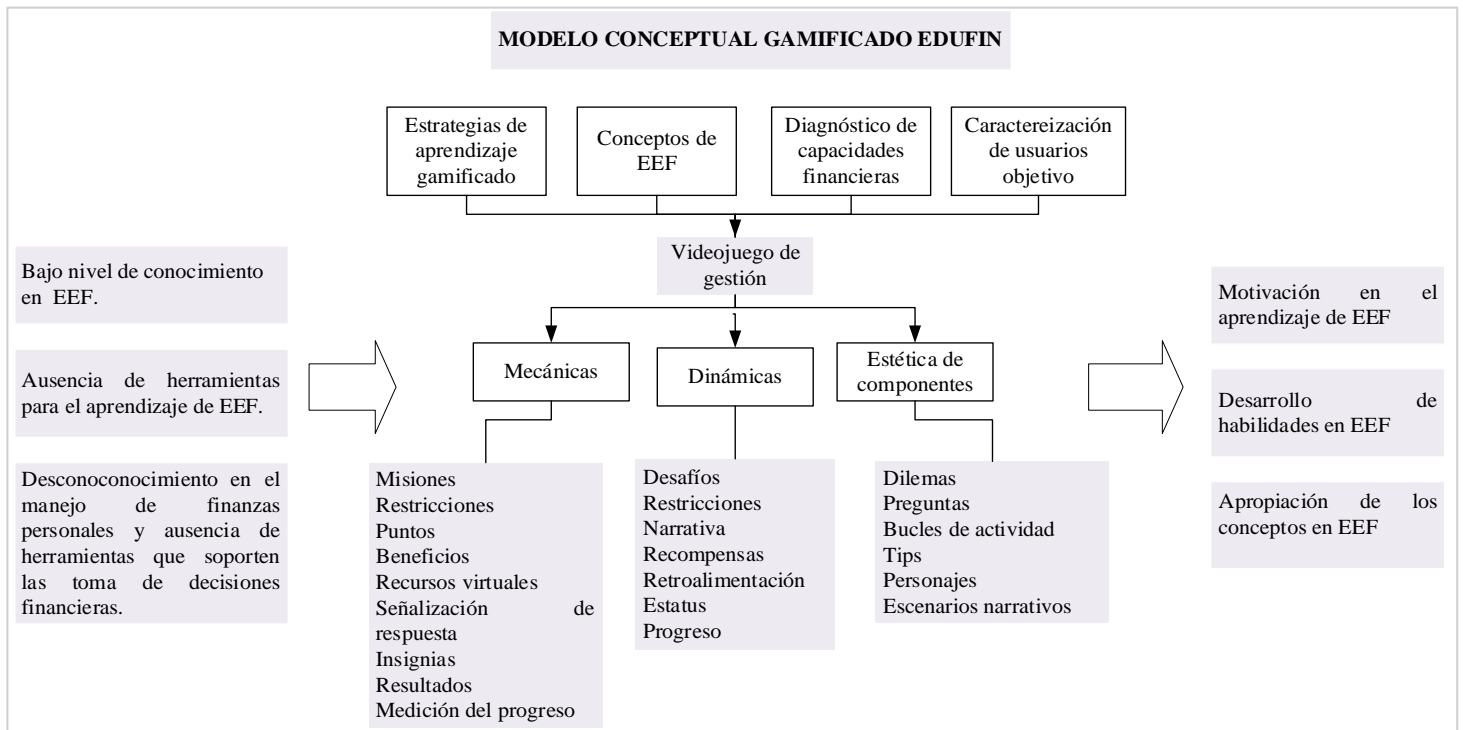 MODELO CONCEPTUAL GAMIFICADO EDUFIN
Estrategias de
aprendizaje
gamificado
Conceptos de
EEF
Diagnóstico de
capacidades
financieras
Caractereización
de usuarios
objetivo
Videojuego de
gestión
Bajo nivel de conocimiento
en EEF.
Ausencia de herramientas
para el aprendizaje de EEF.
Desconoconocimiento en el
manejo de finanzas
personales y ausencia de
herramientas que soporten
las toma de decisiones
financieras.
Mecánicas
Dinámicas
Estética de
componentes
Misiones
Restricciones
Puntos
Beneficios
Recursos virtuales
Señalización de
respuesta
Insignias
Resultados
Medición del progreso
Desafíos
Restricciones
Narrativa
Recompensas
Retroalimentación
Estatus
Progreso
Dilemas
Preguntas
Bucles de actividad
Tips
Personajes
Escenarios narrativos
Motivación en el
aprendizaje de EEF
Desarrollo de
habilidades en EEF
Apropiación de los
conceptos en EEF